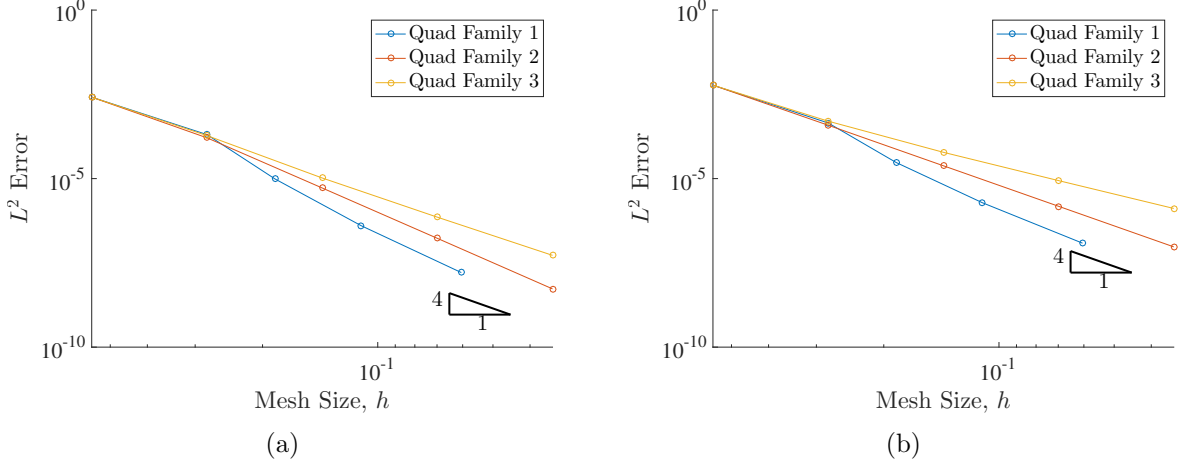 10^0
Quad Family 1
Quad Family 2
Quad Family 3
L^2 Error
10^-5
4
1
10^-10
10^-1
Mesh Size, h
(a)
10^0
Quad Family 1
Quad Family 2
Quad Family 3
L^2 Error
10^-5
4
1
10^-10
10^-1
Mesh Size, h
(b)